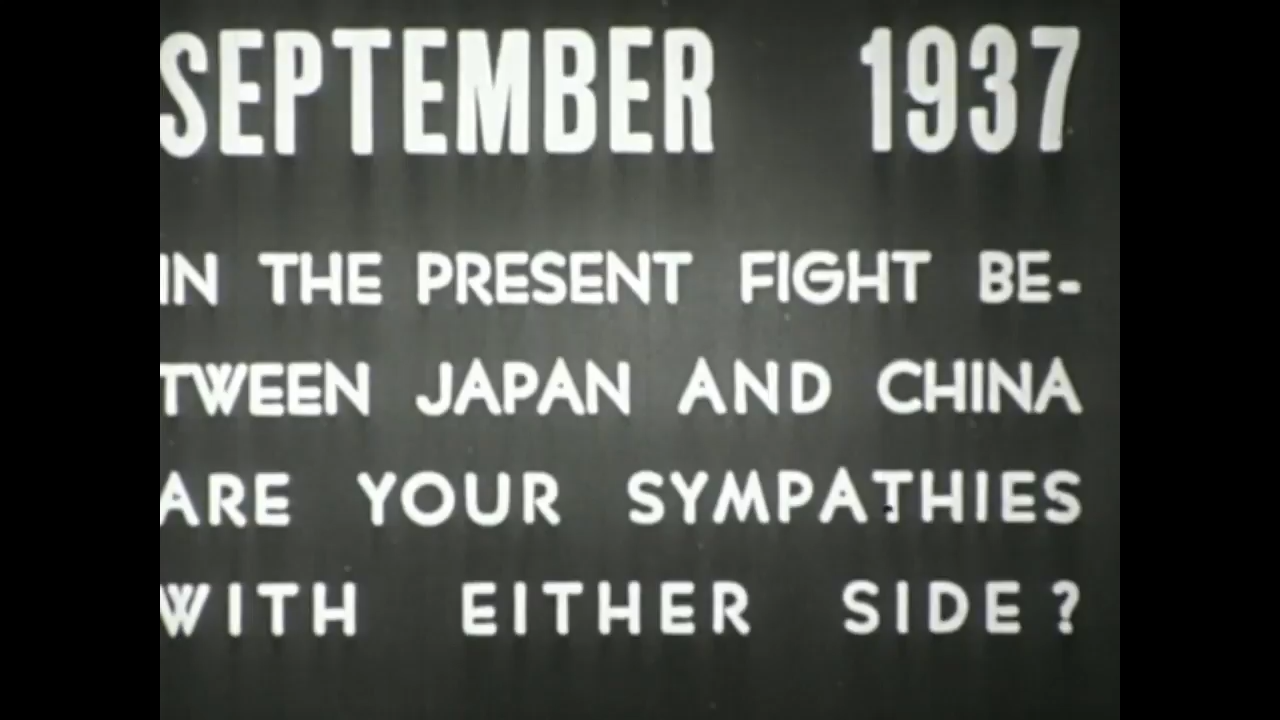 SEPTEMBER 1937
IN THE PRESENT FIGHT BE-
TWEEN JAPAN AND CHINA
ARE YOUR SYMPATHIES
WITH EITHER SIDE?